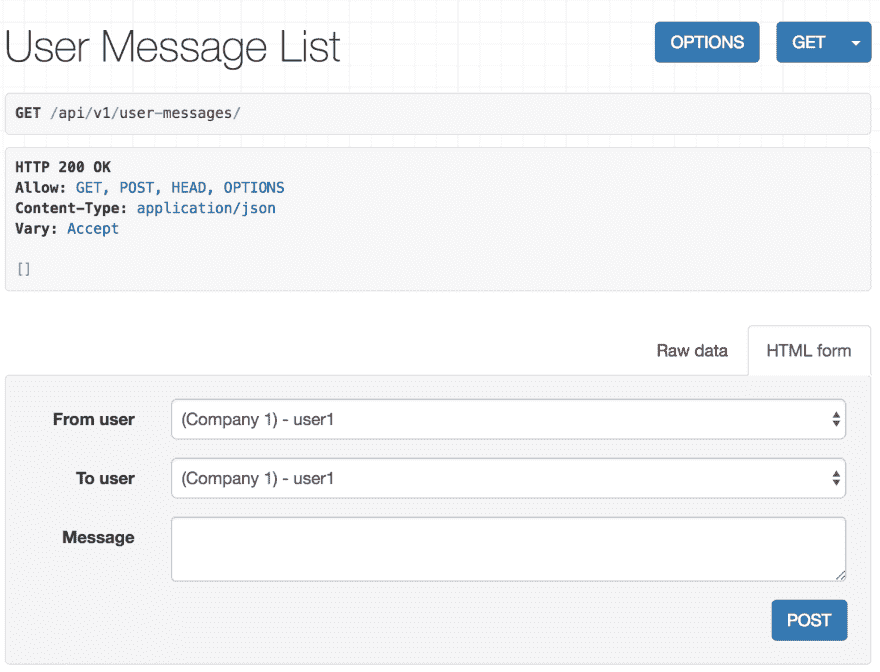 User Message List
OPTIONS
GET
GET /api/v1/user-messages/
HTTP 200 OK
Allow: GET, POST, HEAD, OPTIONS
Content-Type: application/json
Vary: Accept
[]
Raw data
HTML form
From user
(Company 1) - user1
To user
(Company 1) - user1
Message
POST